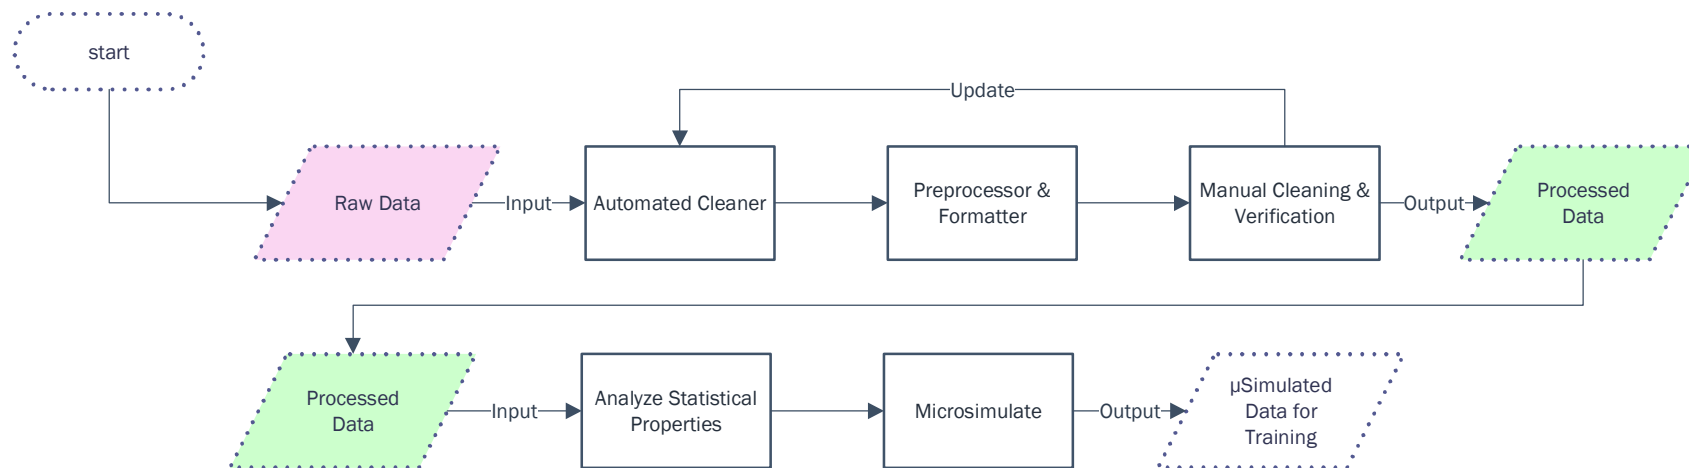 start
Update
Raw Data
Input
Automated Cleaner
Preprocessor &
Formatter
Manual Cleaning &
Verification
Output
Processed
Data
Processed
Data
Input
Analyze Statistical
Properties
Microsimulate
Output
µSimulated
Data for
Training